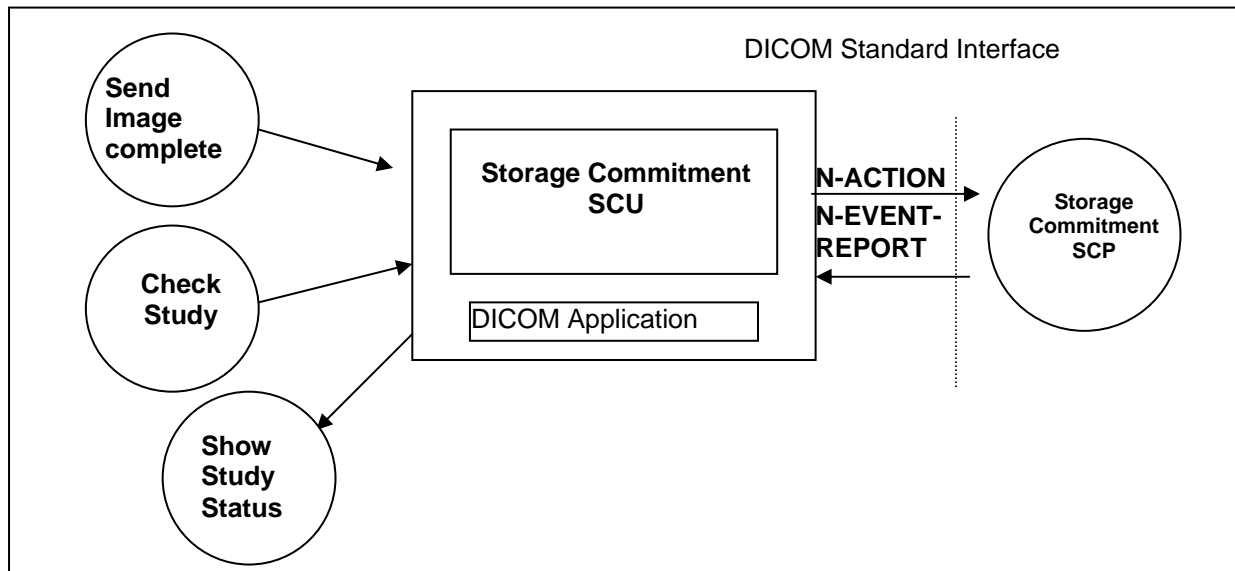 DICOM Standard Interface
Send
Image
complete
Storage Commitment
SCU
N-ACTION
N-EVENT-
REPORT
Storage
Commitment
SCP
Check
Study
DICOM Application
Show
Study
Status